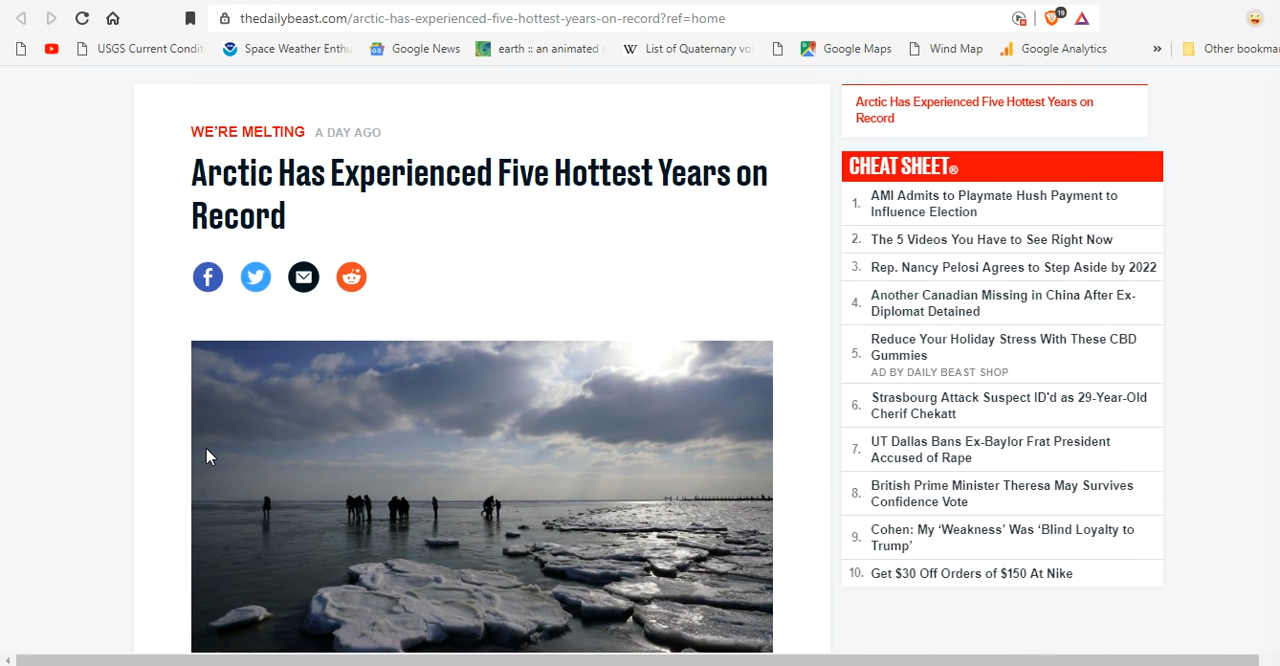 thedailybeast.com/arctic-has-experienced-five-hottest-years-on-record?ref=home
19
USGS Current Condit
Space Weather Enthu
Google News
earth :: an animated
W
List of Quaternary vo
Google Maps
Wind Map
Google Analytics
»
Other bookma
WE'RE MELTING A DAY AGO
Arctic Has Experienced Five Hottest Years on
Record
Arctic Has Experienced Five Hottest Years on
Record
CHEAT SHEET®
1. AMI Admits to Playmate Hush Payment to
Influence Election
2. The 5 Videos You Have to See Right Now
3. Rep. Nancy Pelosi Agrees to Step Aside by 2022
4. Another Canadian Missing in China After Ex-
Diplomat Detained
5. Reduce Your Holiday Stress With These CBD
Gummies
AD BY DAILY BEAST SHOP
6. Strasbourg Attack Suspect ID'd as 29-Year-Old
Cherif Chekatt
7. UT Dallas Bans Ex-Baylor Frat President
Accused of Rape
8. British Prime Minister Theresa May Survives
Confidence Vote
9. Cohen: My ‘Weakness’ Was ‘Blind Loyalty to
Trump’
10. Get $30 Off Orders of $150 At Nike